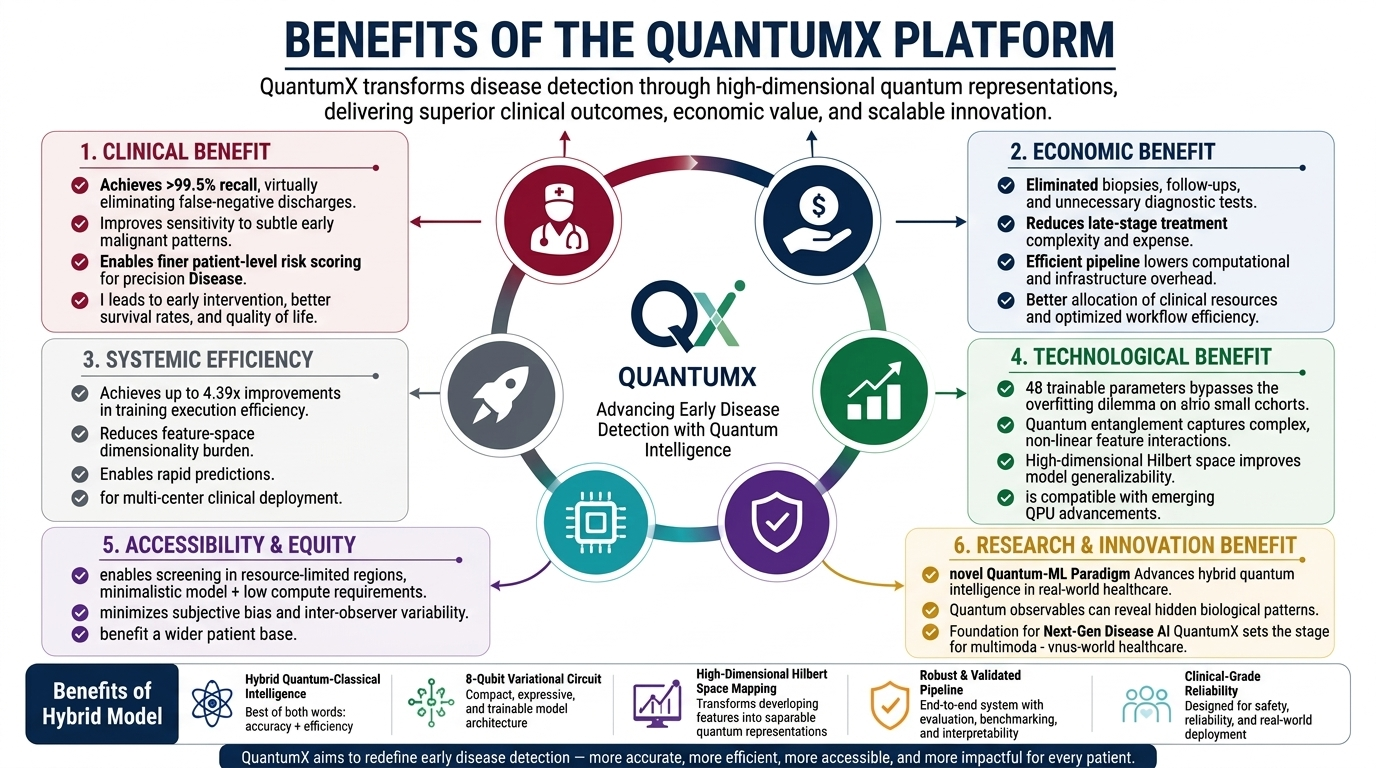 BENEFITS OF THE QUANTUMX PLATFORM
QuantumX transforms disease detection through high-dimensional quantum representations,
delivering superior clinical outcomes, economic value, and scalable innovation.
1. CLINICAL BENEFIT
Achieves >99.5% recall, virtually
eliminating false-negative discharges.
Improves sensitivity to subtle early
malignant patterns.
Enables finer patient-level risk scoring
for precision Disease.
I leads to early intervention, better
survival rates, and quality of life.
2. ECONOMIC BENEFIT
Eliminated biopsies, follow-ups,
and unnecessary diagnostic tests.
Reduces late-stage treatment
complexity and expense.
Efficient pipeline lowers computational
and infrastructure overhead.
Better allocation of clinical resources
and optimized workflow efficiency.
$
QX
QUANTUMX
Advancing Early Disease
Detection with Quantum
Intelligence
3. SYSTEMIC EFFICIENCY
Achieves up to 4.39x improvements
in training execution efficiency.
Reduces feature-space
dimensionality burden.
Enables rapid predictions.
for multi-center clinical deployment.
4. TECHNOLOGICAL BENEFIT
48 trainable parameters bypasses the
overfitting dilemma on alrio small cchorts.
Quantum entanglement captures complex,
non-linear feature interactions.
High-dimensional Hilbert space improves
model generalizability.
is compatible with emerging
QPU advancements.
5. ACCESSIBILITY & EQUITY
enables screening in resource-limited regions,
minimalistic model + low compute requirements.
minimizes subjective bias and inter-observer variability.
benefit a wider patient base.
6. RESEARCH & INNOVATION BENEFIT
novel Quantum-ML Paradigm Advances hybrid quantum
intelligence in real-world healthcare.
Quantum observables can reveal hidden biological patterns.
Foundation for Next-Gen Disease AI QuantumX sets the stage
for multimoda - vnus-world healthcare.
Benefits of
Hybrid Model
Hybrid Quantum-Classical
Intelligence
Best of both words:
accuracy + efficiency
8-Qubit Variational Circuit
Compact, expressive,
and trainable model
architecture
High-Dimensional Hilbert
Space Mapping
Transforms developing
features into saparable
quantum representations
Robust & Validated
Pipeline
End-to-end system with
evaluation, benchmarking,
and interpretability
Clinical-Grade
Reliability
Designed for safety,
reliability, and real-world
deployment
QuantumX aims to redefine early disease detection — more accurate, more efficient, more accessible, and more impactful for every patient.